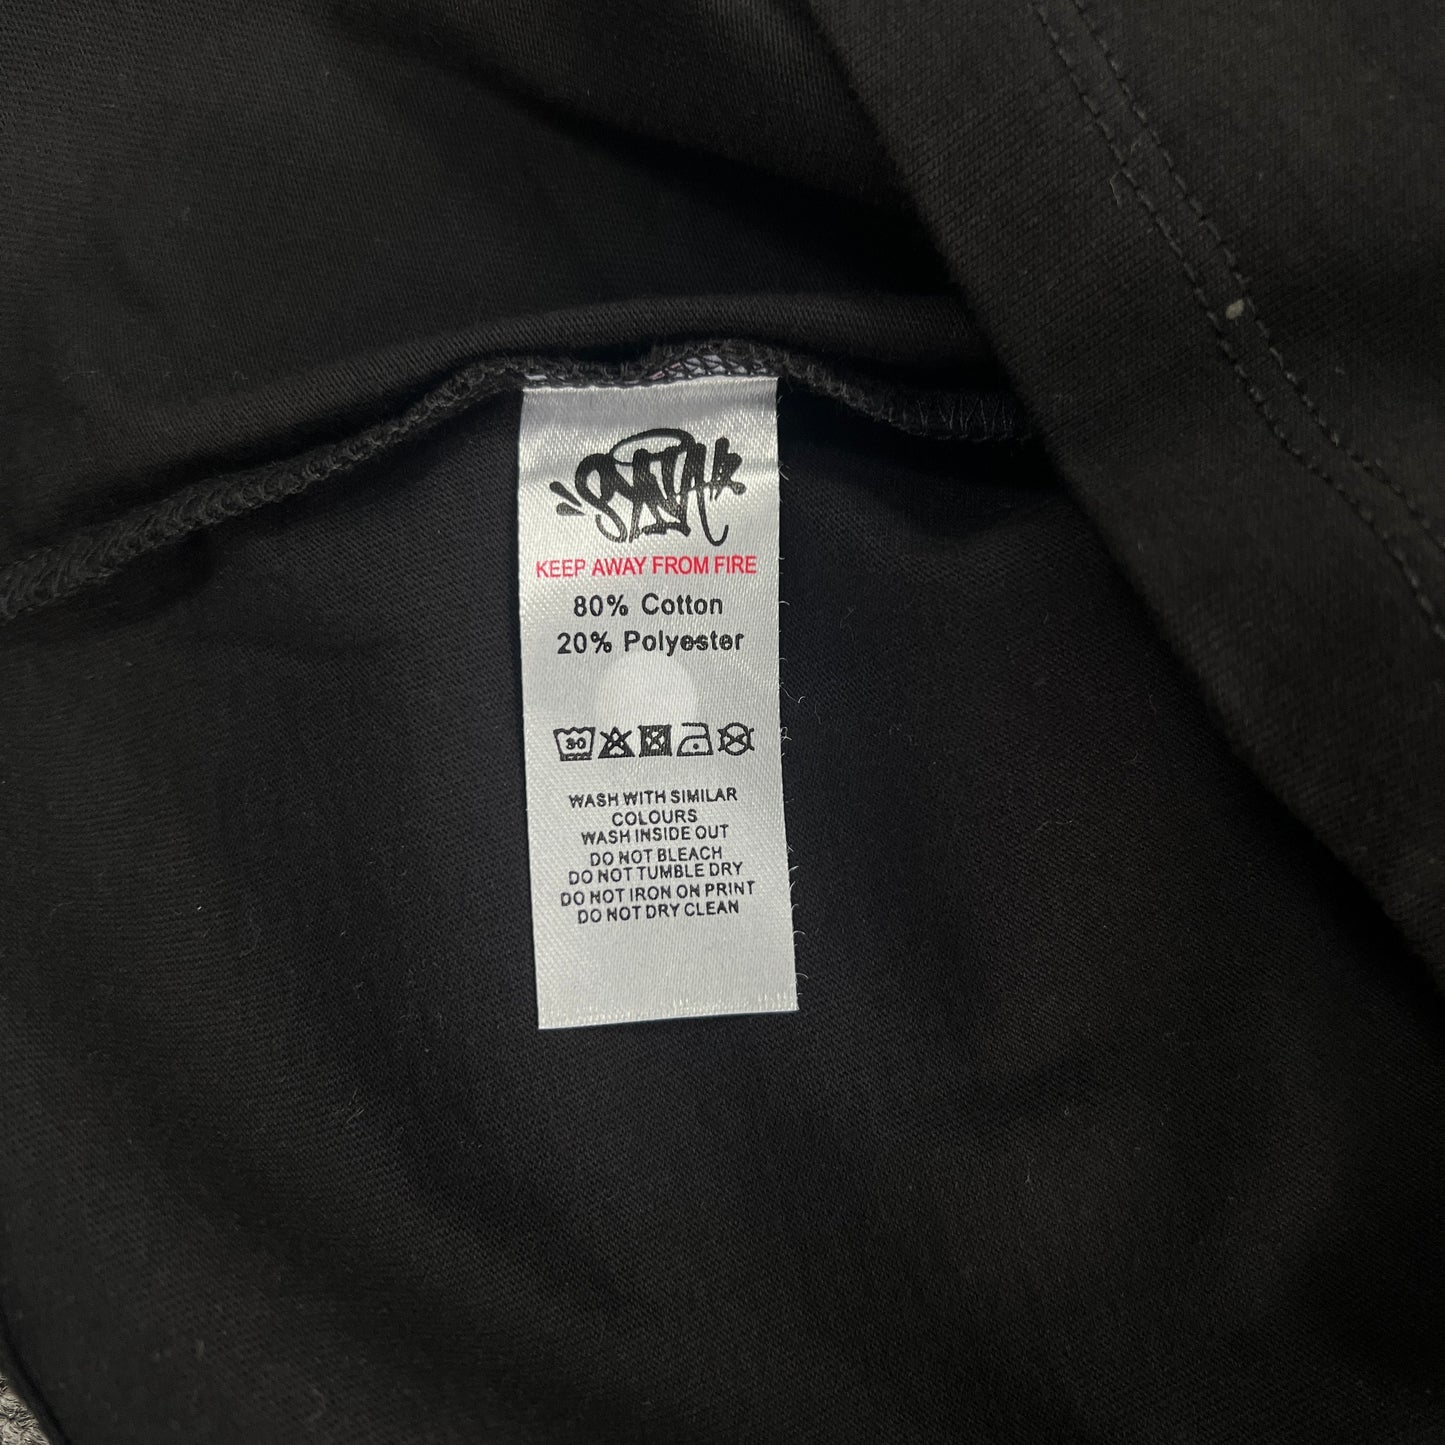 SYNA
KEEP AWAY FROM FIRE
80% Cotton
20% Polyester
30
WASH WITH SIMILAR
COLOURS
WASH INSIDE OUT
DO NOT BLEACH
DO NOT TUMBLE DRY
DO NOT IRON ON PRINT
DO NOT DRY CLEAN